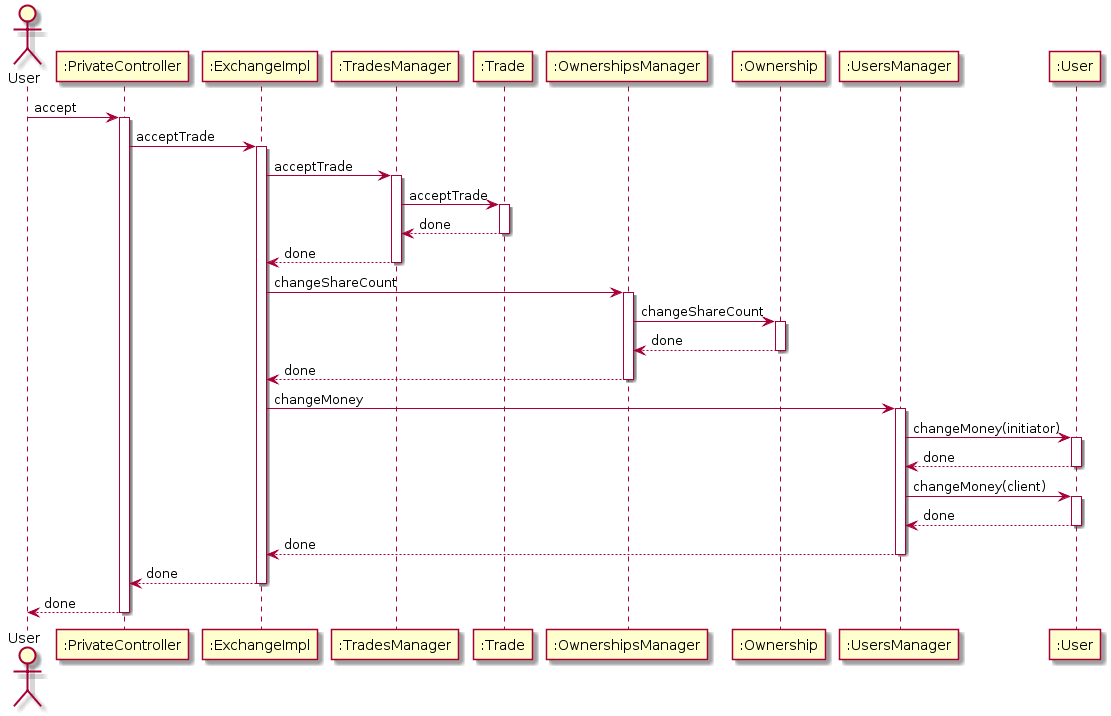 User
:PrivateController
:ExchangeImpl
:TradesManager
:Trade
:OwnershipsManager
:Ownership
:UsersManager
:User
accept
acceptTrade
acceptTrade
acceptTrade
done
done
changeShareCount
changeShareCount
done
done
changeMoney
changeMoney(initiator)
done
changeMoney(client)
done
done
done
done
User
:PrivateController
:ExchangeImpl
:TradesManager
:Trade
:OwnershipsManager
:Ownership
:UsersManager
:User